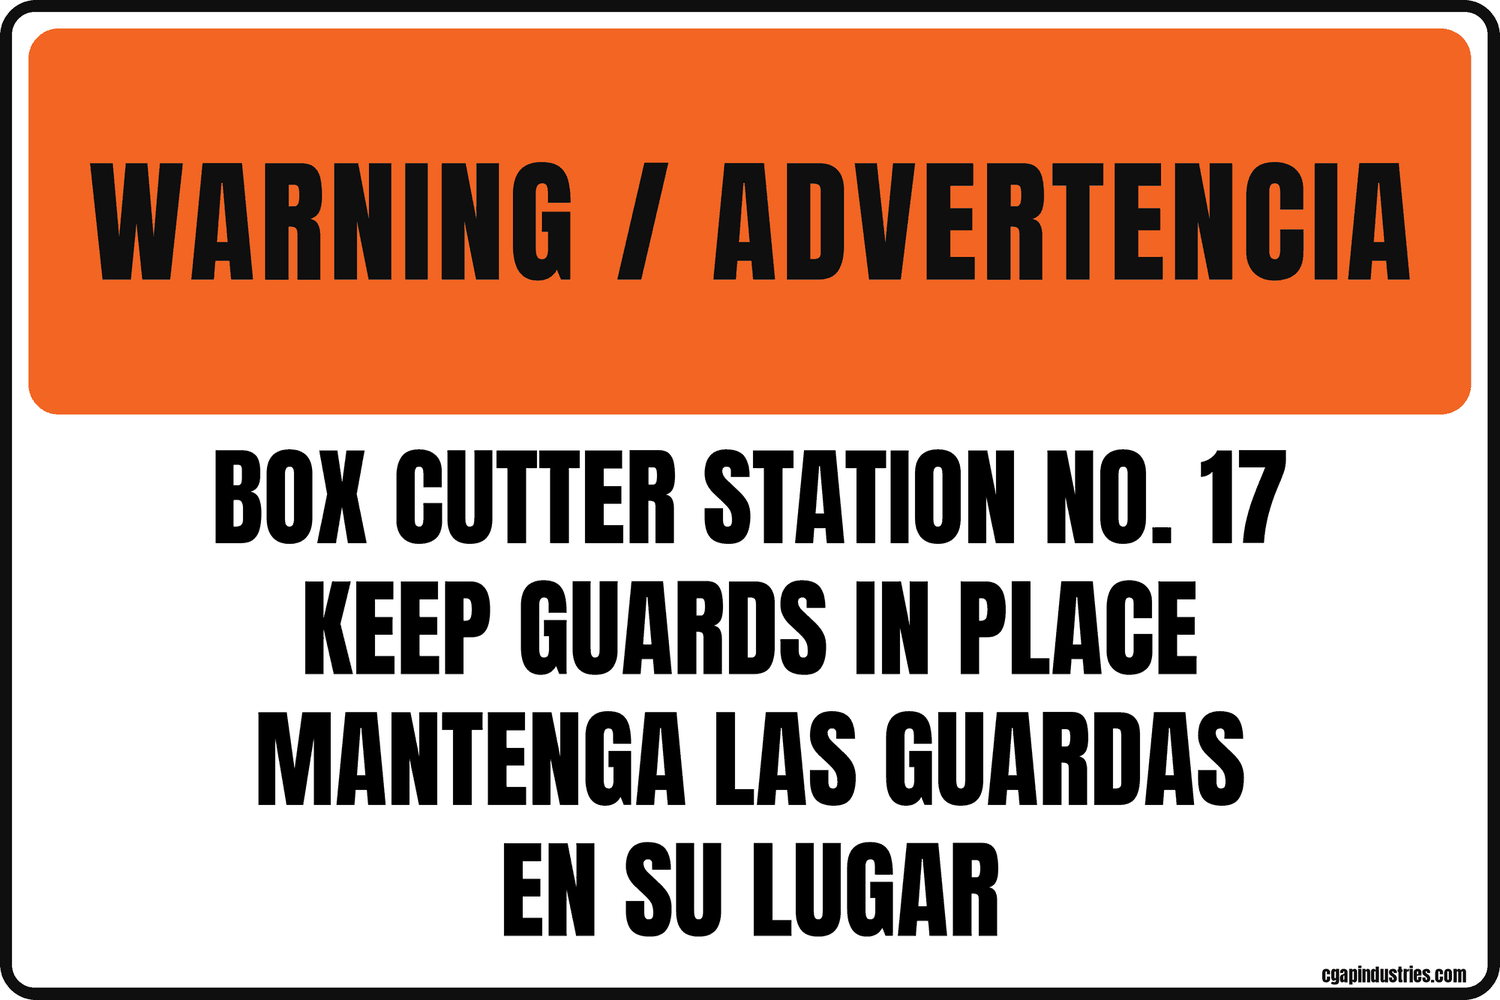 WARNING / ADVERTENCIA
BOX CUTTER STATION NO. 17
KEEP GUARDS IN PLACE
MANTENGA LAS GUARDAS
EN SU LUGAR
cgapindustries.com